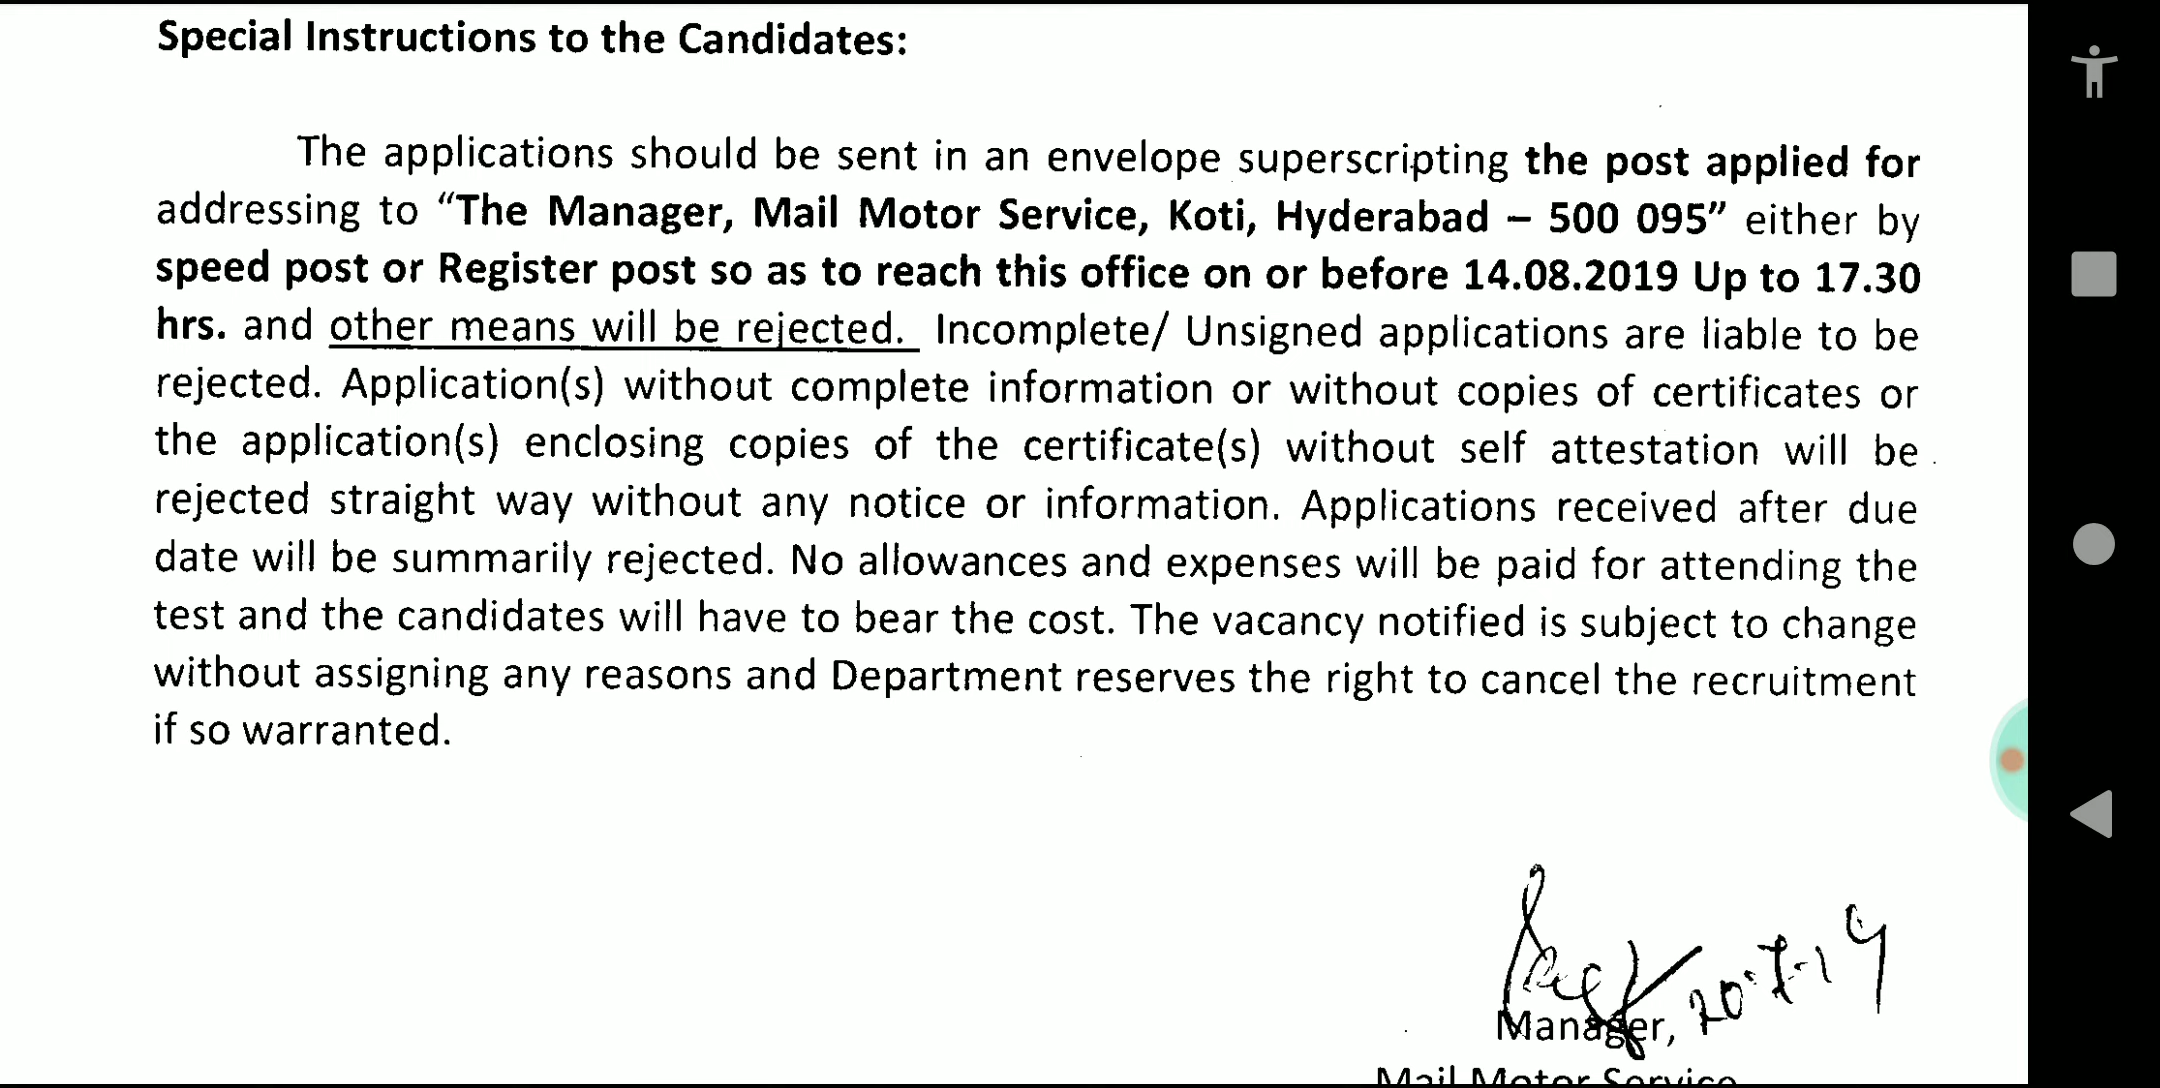 Special Instructions to the Candidates:
The applications should be sent in an envelope superscripting the post applied for
addressing to “The Manager, Mail Motor Service, Koti, Hyderabad – 500 095” either by
speed post or Register post so as to reach this office on or before 14.08.2019 Up to 17.30
hrs. and other means will be rejected. Incomplete/ Unsigned applications are liable to be
rejected. Application(s) without complete information or without copies of certificates or
the application(s) enclosing copies of the certificate(s) without self attestation will be
rejected straight way without any notice or information. Applications received after due
date will be summarily rejected. No allowances and expenses will be paid for attending the
test and the candidates will have to bear the cost. The vacancy notified is subject to change
without assigning any reasons and Department reserves the right to cancel the recruitment
if so warranted.
20.7.19
Manager,
Mail Motor Service